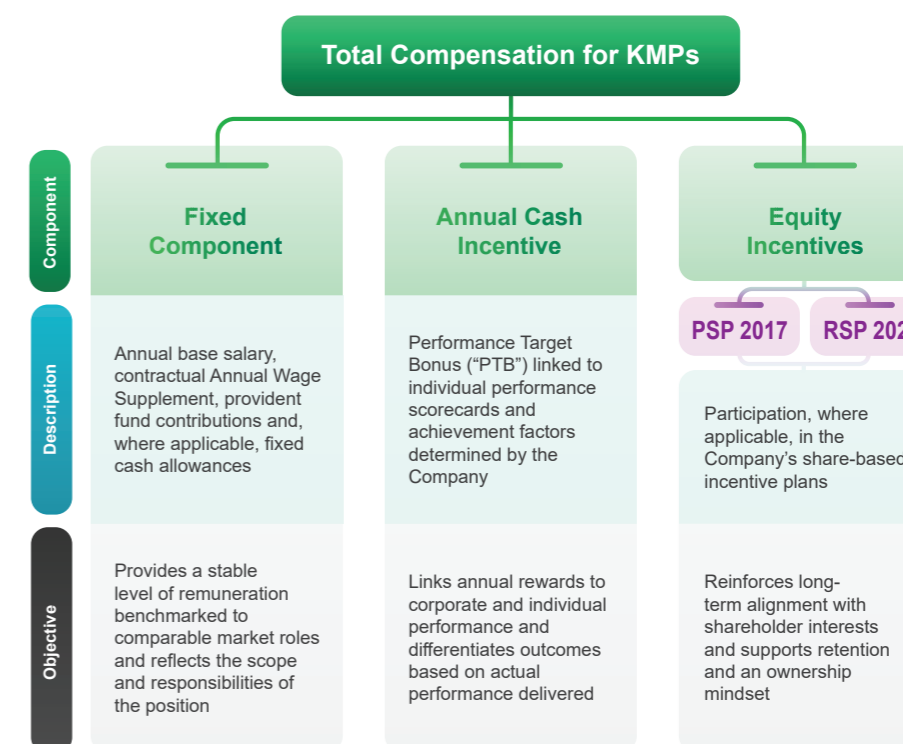 Total Compensation for KMPs
Component
Fixed
Component
Annual Cash
Incentive
Equity
Incentives
PSP 2017
RSP
Description
Annual base salary,
contractual Annual Wage
Supplement, provident
fund contributions and,
where applicable, fixed
cash allowances
Performance Target
Bonus (“PTB”) linked to
individual performance
scorecards and
achievement factors
determined by the
Company
Participation, where
applicable, in the
Company’s share-based
incentive plans
Objective
Provides a stable
level of remuneration
benchmarked to
comparable market roles
and reflects the scope
and responsibilities of
the position
Links annual rewards to
corporate and individual
performance and
differentiates outcomes
based on actual
performance delivered
Reinforces long-
term alignment with
shareholder interests
and supports retention
and an ownership
mindset